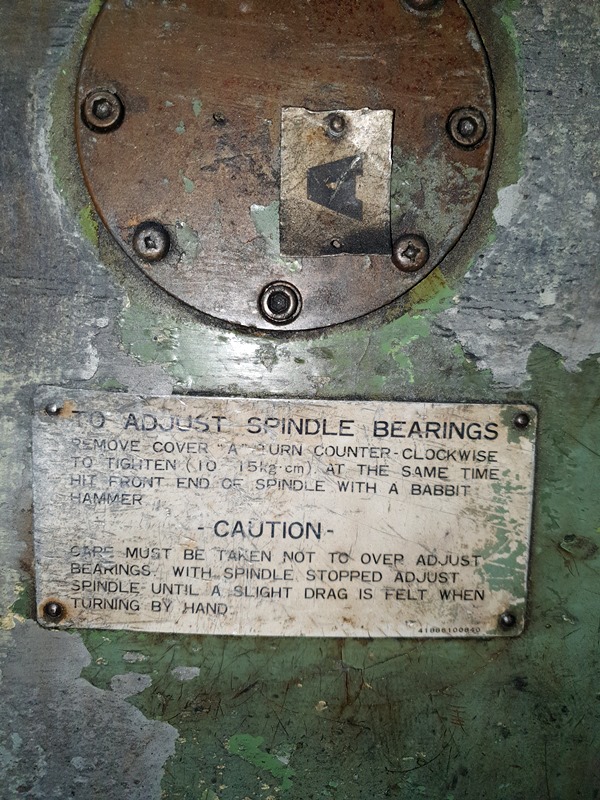 A
TO ADJUST SPINDLE BEARINGS
REMOVE COVER "A" TURN COUNTER-CLOCKWISE
TO TIGHTEN (10 15kg·cm). AT THE SAME TIME
HIT FRONT END OF SPINDLE WITH A BABBIT
HAMMER
-CAUTION-
CARE MUST BE TAKEN NOT TO OVER ADJUST
BEARINGS. WITH SPINDLE STOPPED ADJUST
SPINDLE UNTIL A SLIGHT DRAG IS FELT WHEN
TURNING BY HAND.